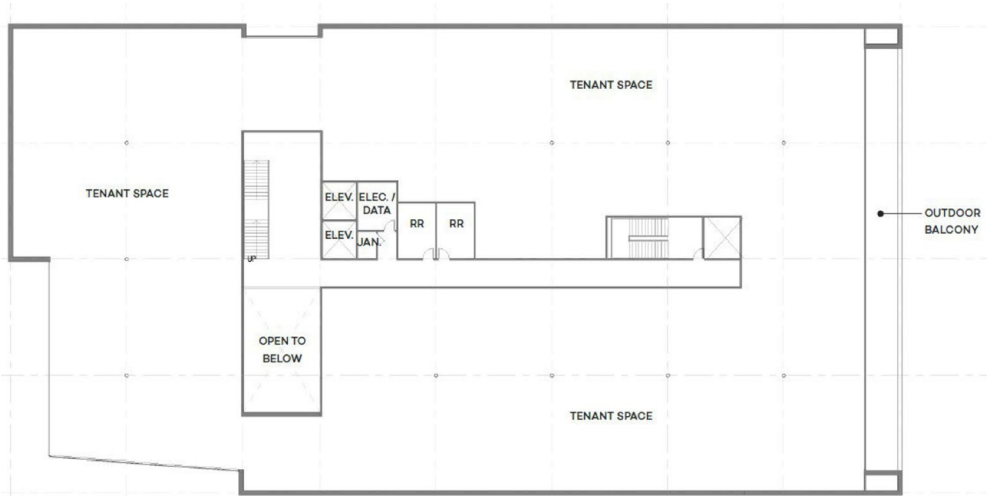 TENANT SPACE
TENANT SPACE
ELEV.
ELEC. /
DATA
RR
RR
OUTDOOR
BALCONY
ELEV.
JAN.
UP
OPEN TO
BELOW
TENANT SPACE